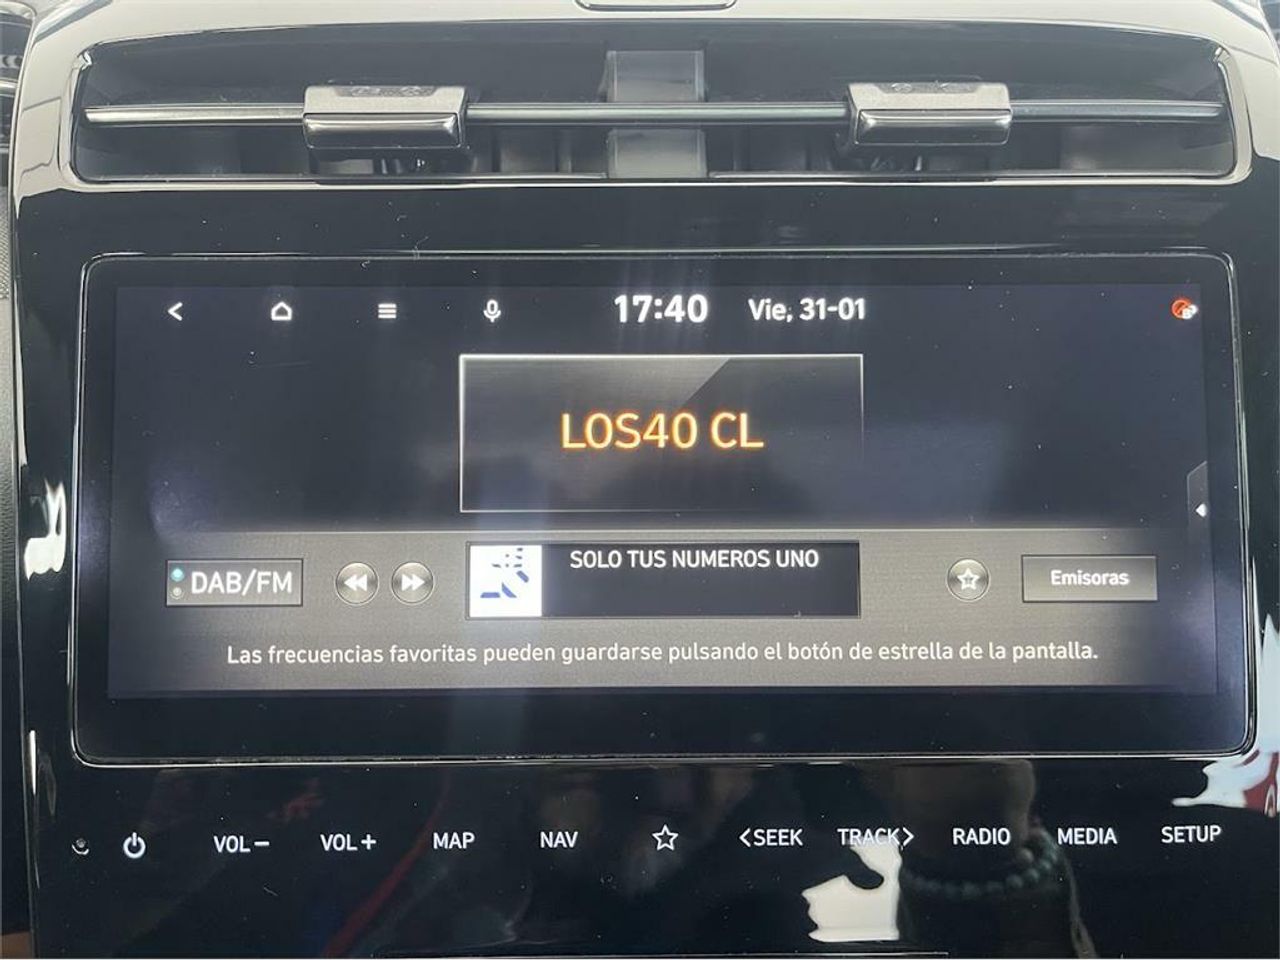 17:40 Vie, 31-01
LOS40 CL
DAB/FM
SOLO TUS NUMEROS UNO
Emisoras
Las frecuencias favoritas pueden guardarse pulsando el botón de estrella de la pantalla.
VOL− VOL+ MAP NAV <SEEK TRACK> RADIO MEDIA SETUP